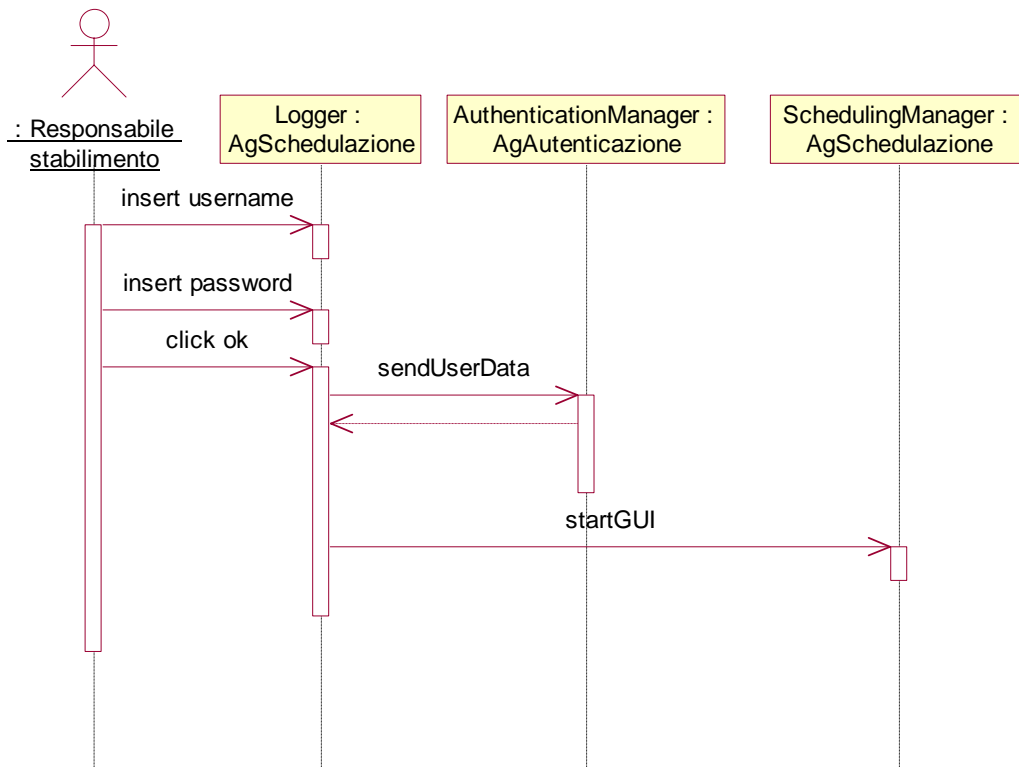 : Responsabile
stabilimento
Logger :
AgSchedulazione
AuthenticationManager :
AgAutenticazione
SchedulingManager :
AgSchedulazione
insert username
insert password
click ok
sendUserData
startGUI